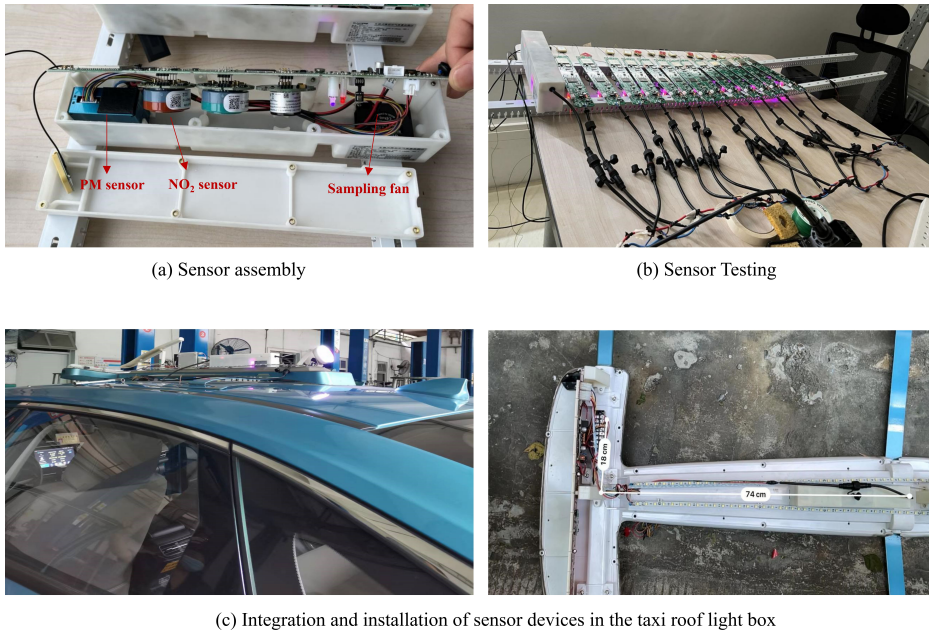 PM sensor
NO₂ sensor
Sampling fan
(a) Sensor assembly
(b) Sensor Testing
18 cm
74 cm
(c) Integration and installation of sensor devices in the taxi roof light box